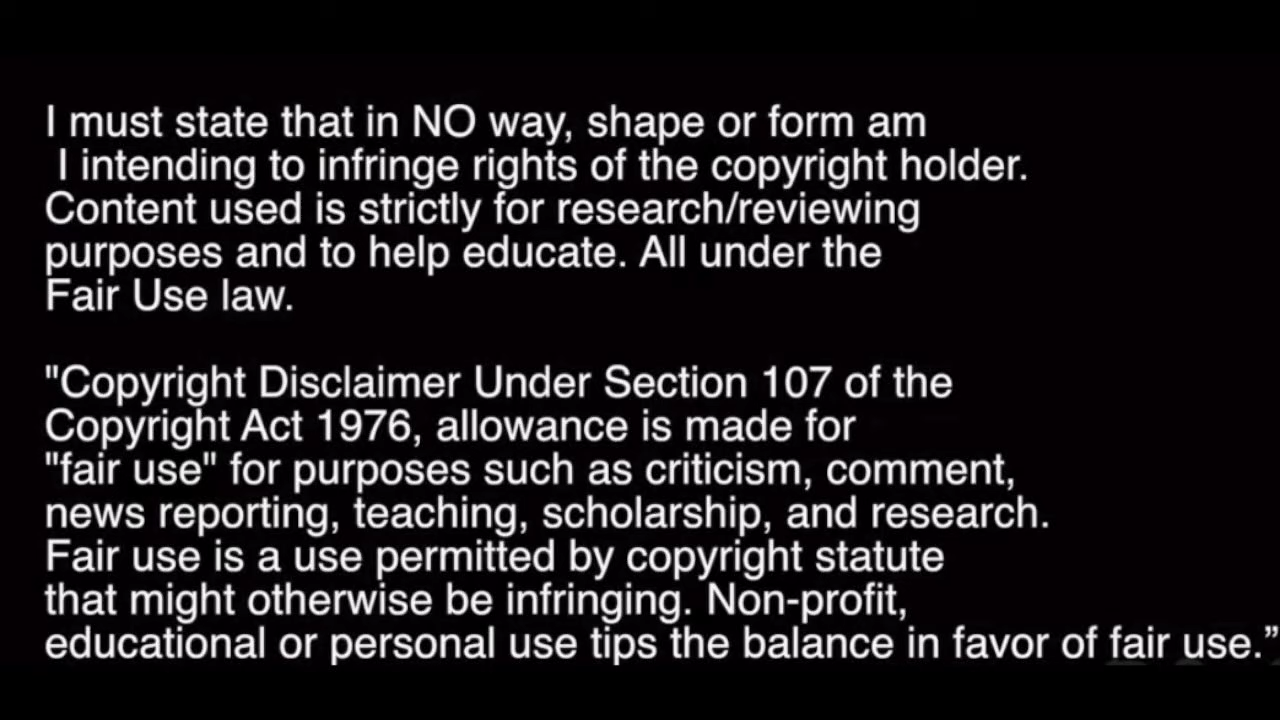 I must state that in NO way, shape or form am
I intending to infringe rights of the copyright holder.
Content used is strictly for research/reviewing
purposes and to help educate. All under the
Fair Use law.
"Copyright Disclaimer Under Section 107 of the
Copyright Act 1976, allowance is made for
"fair use" for purposes such as criticism, comment,
news reporting, teaching, scholarship, and research.
Fair use is a use permitted by copyright statute
that might otherwise be infringing. Non-profit,
educational or personal use tips the balance in favor of fair use.”